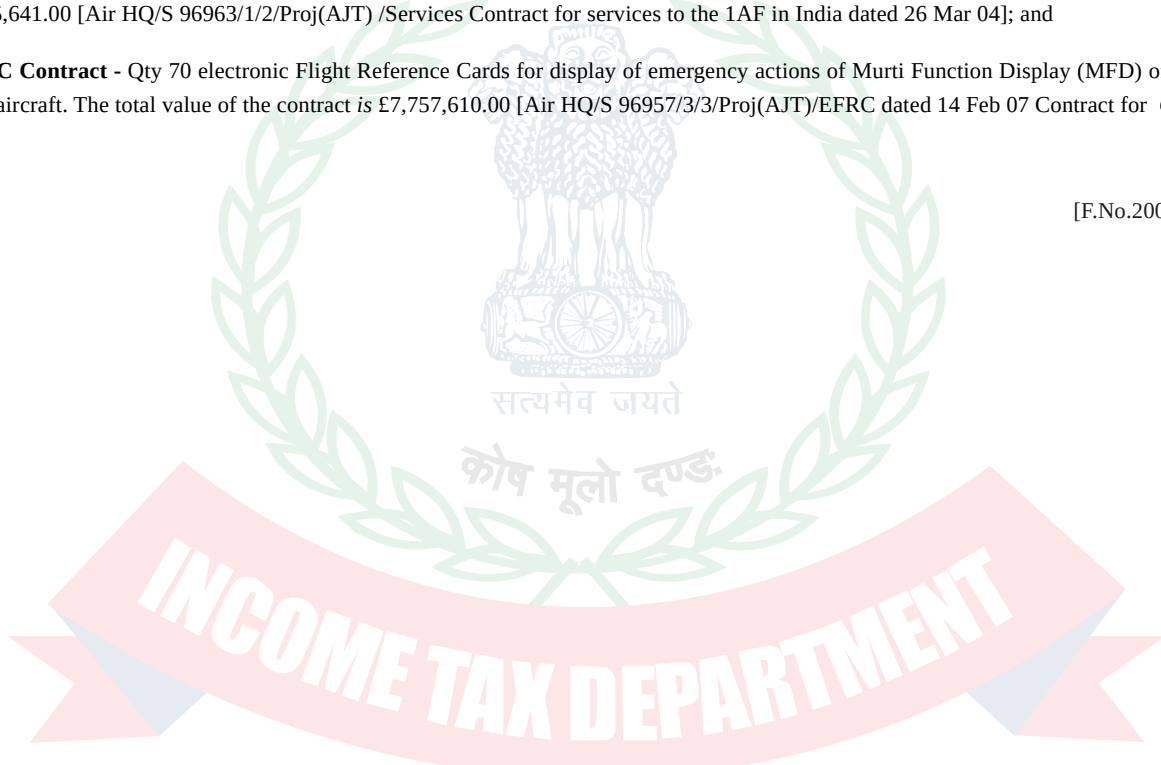 5,641.00 [Air HQ/S 96963/1/2/Proj(AJT) /Services Contract for services to the 1AF in India dated 26 Mar 04]; and
C Contract - Qty 70 electronic Flight Reference Cards for display of emergency actions of Murti Function Display (MFD) o
aircraft. The total value of the contract is £7,757,610.00 [Air HQ/S 96957/3/3/Proj(AJT)/EFRC dated 14 Feb 07 Contract for
[F.No.200
सत्यमेव जयते
कोष मूलो दण्डः
INCOME TAX DEPARTMENT